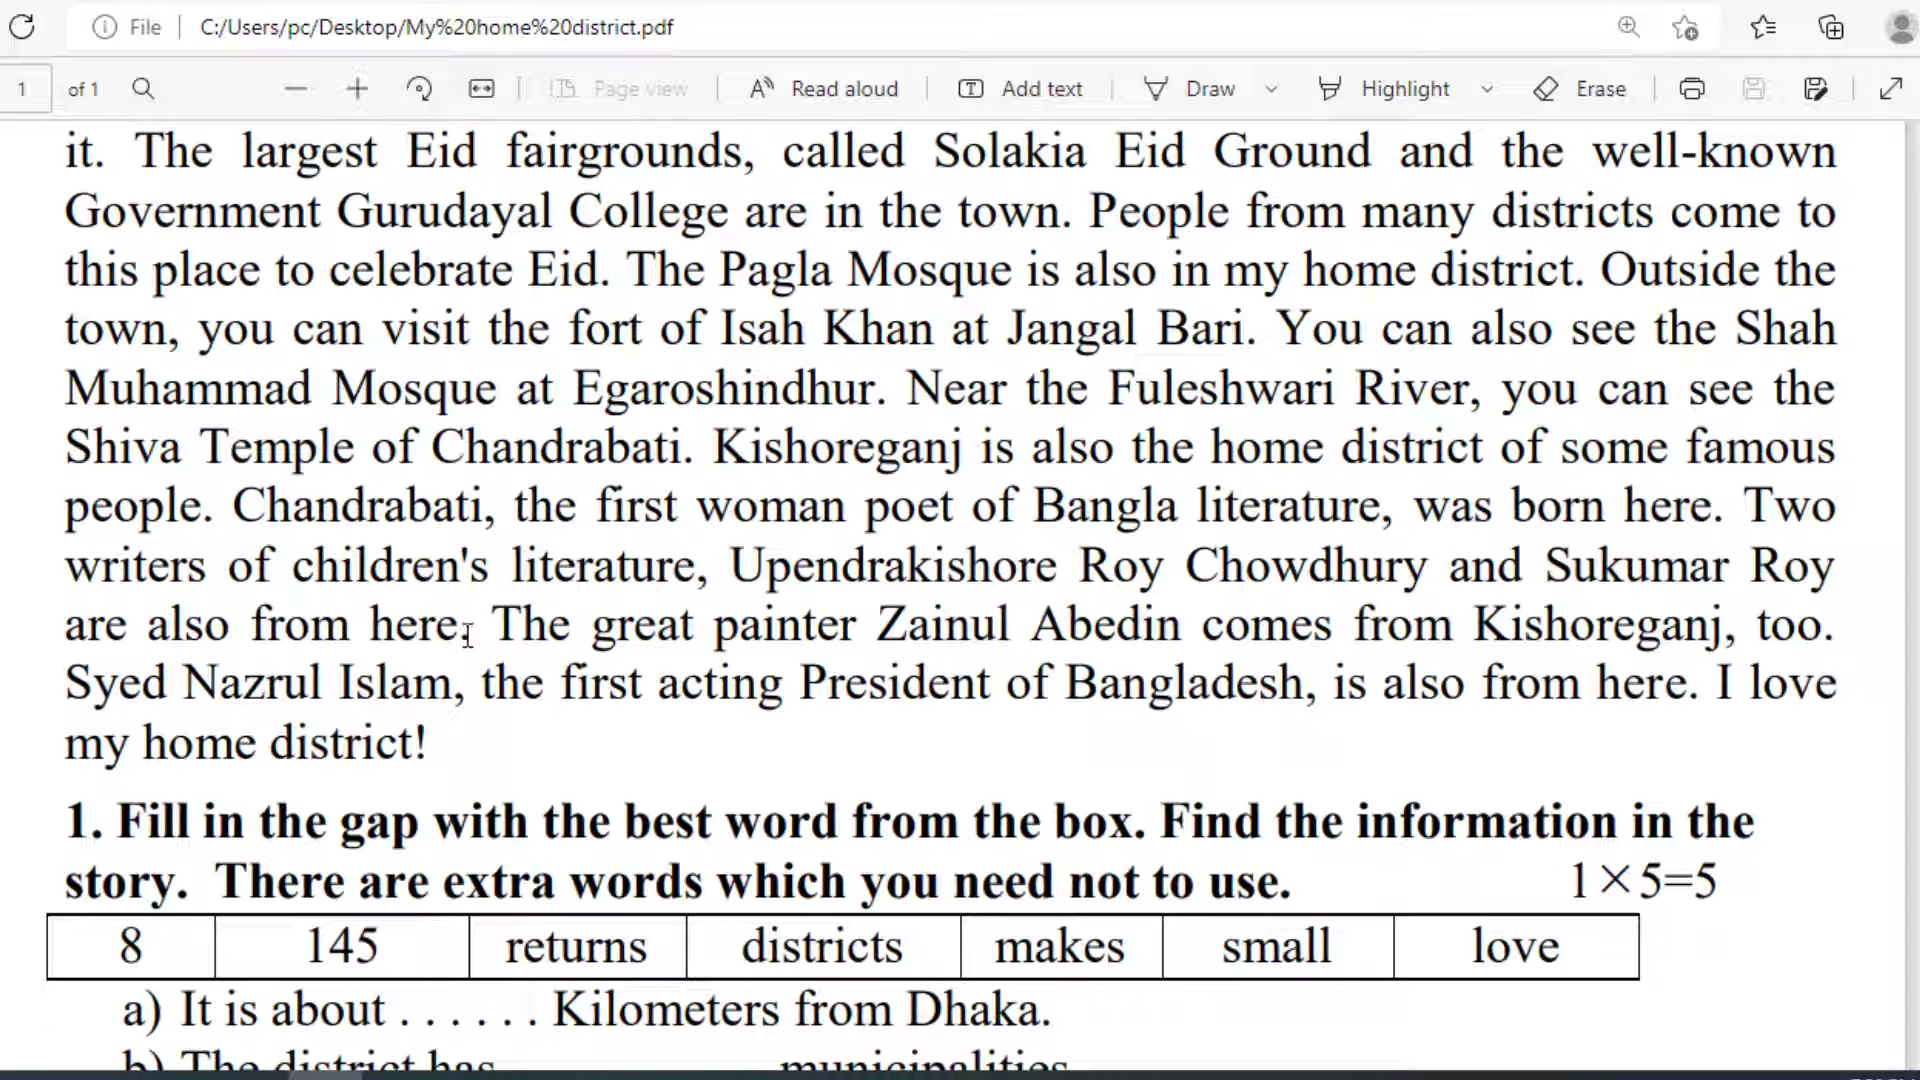 File C:/Users/pc/Desktop/My%20home%20district.pdf
1 of 1 Page view Read aloud Add text Draw Highlight Erase
it. The largest Eid fairgrounds, called Solakia Eid Ground and the well-known
Government Gurudayal College are in the town. People from many districts come to
this place to celebrate Eid. The Pagla Mosque is also in my home district. Outside the
town, you can visit the fort of Isah Khan at Jangal Bari. You can also see the Shah
Muhammad Mosque at Egaroshindhur. Near the Fuleshwari River, you can see the
Shiva Temple of Chandrabati. Kishoreganj is also the home district of some famous
people. Chandrabati, the first woman poet of Bangla literature, was born here. Two
writers of children's literature, Upendrakishore Roy Chowdhury and Sukumar Roy
are also from here. The great painter Zainul Abedin comes from Kishoreganj, too.
Syed Nazrul Islam, the first acting President of Bangladesh, is also from here. I love
my home district!
1. Fill in the gap with the best word from the box. Find the information in the
story. There are extra words which you need not to use. 1×5=5
8 145 returns districts makes small love
a) It is about . . . . . . Kilometers from Dhaka.
b) The district has municipalities